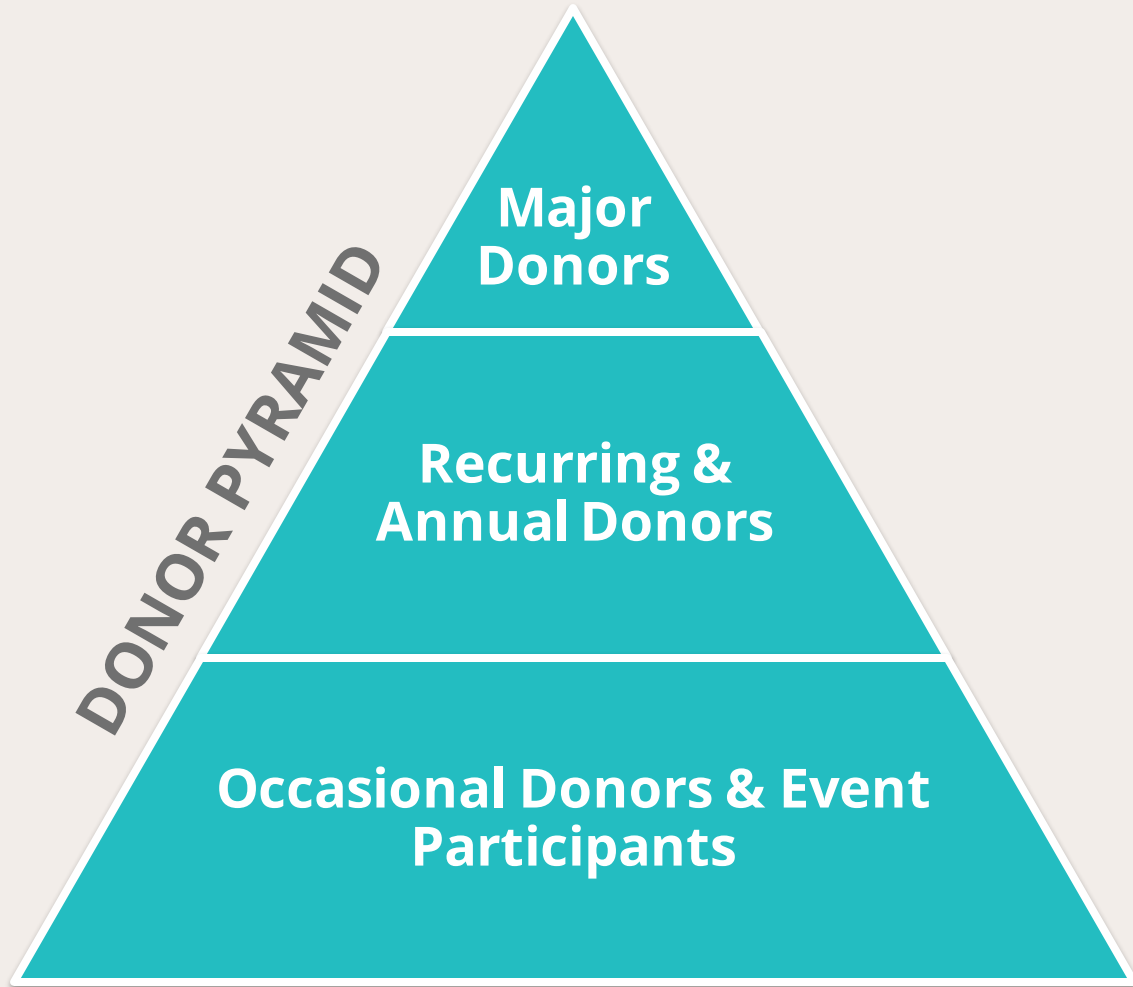 DONOR PYRAMID
Major
Donors
Recurring &
Annual Donors
Occasional Donors & Event
Participants